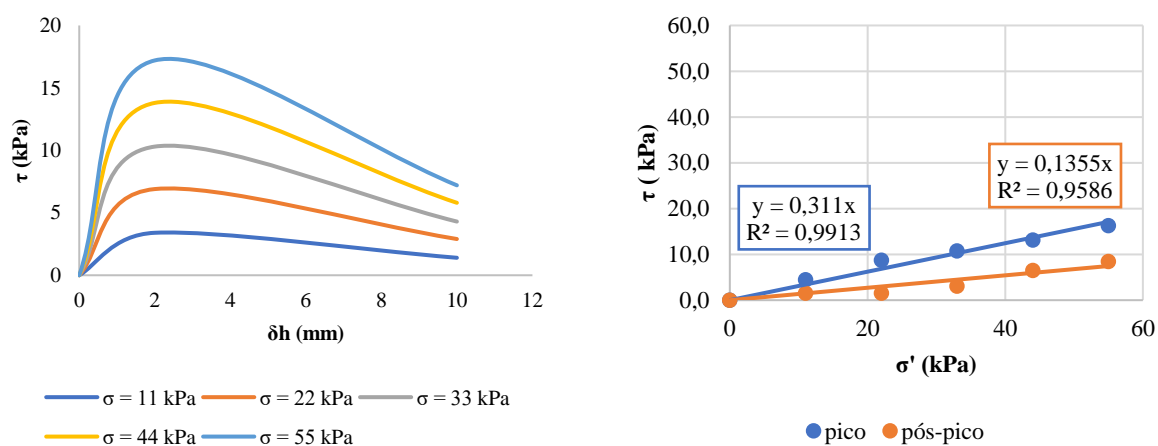 20
15
10
5
0
τ (kPa)
0 2 4 6 8 10 12
δh (mm)
σ = 11 kPa σ = 22 kPa σ = 33 kPa
σ = 44 kPa σ = 55 kPa
60,0
50,0
40,0
30,0
20,0
10,0
0,0
τ ( kPa)
y = 0,311x
R² = 0,9913
y = 0,1355x
R² = 0,9586
0 20 40 60
σ' (kPa)
pico pós-pico